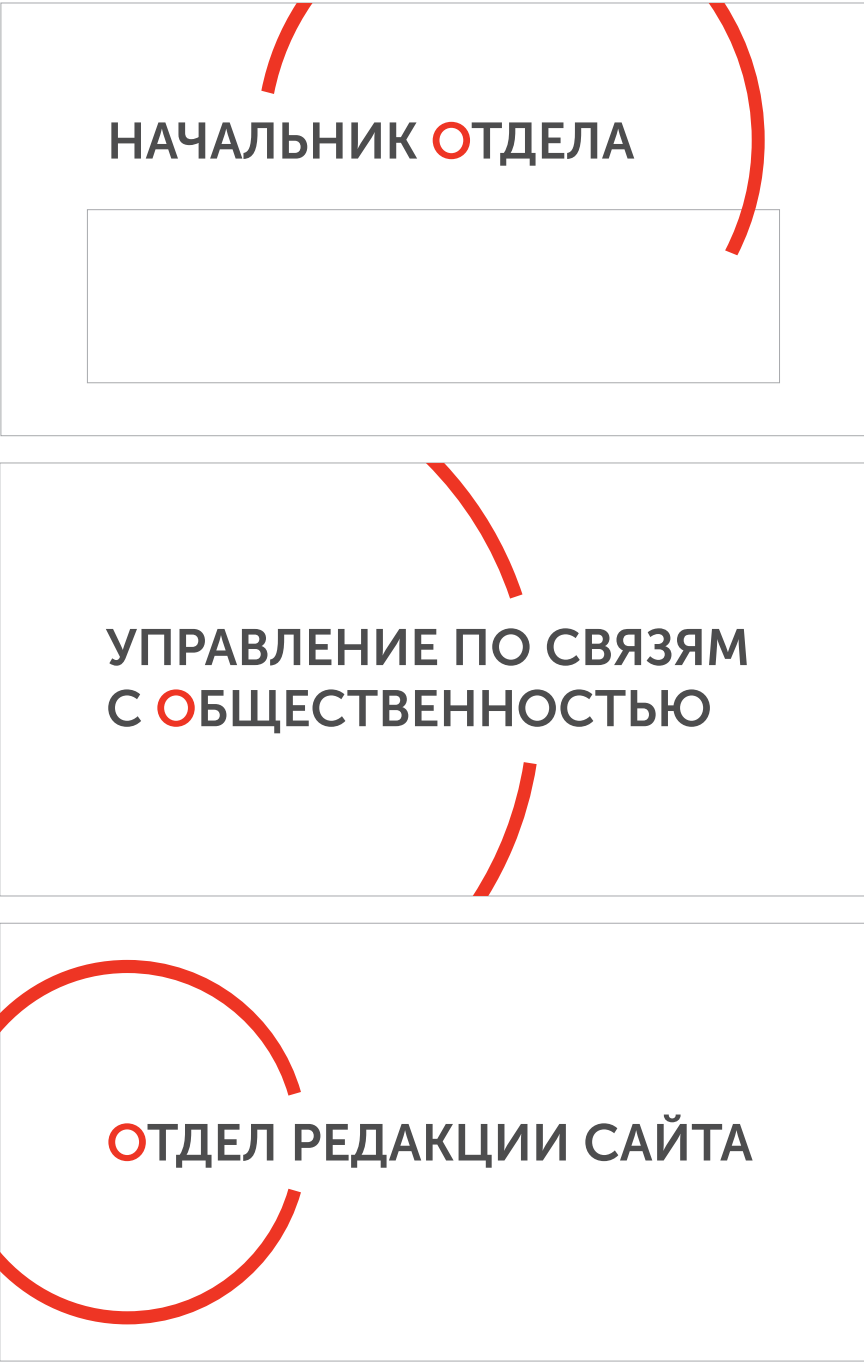 НАЧАЛЬНИК ОТДЕЛА
УПРАВЛЕНИЕ ПО СВЯЗЯМ
С ОБЩЕСТВЕННОСТЬЮ
ОТДЕЛ РЕДАКЦИИ САЙТА